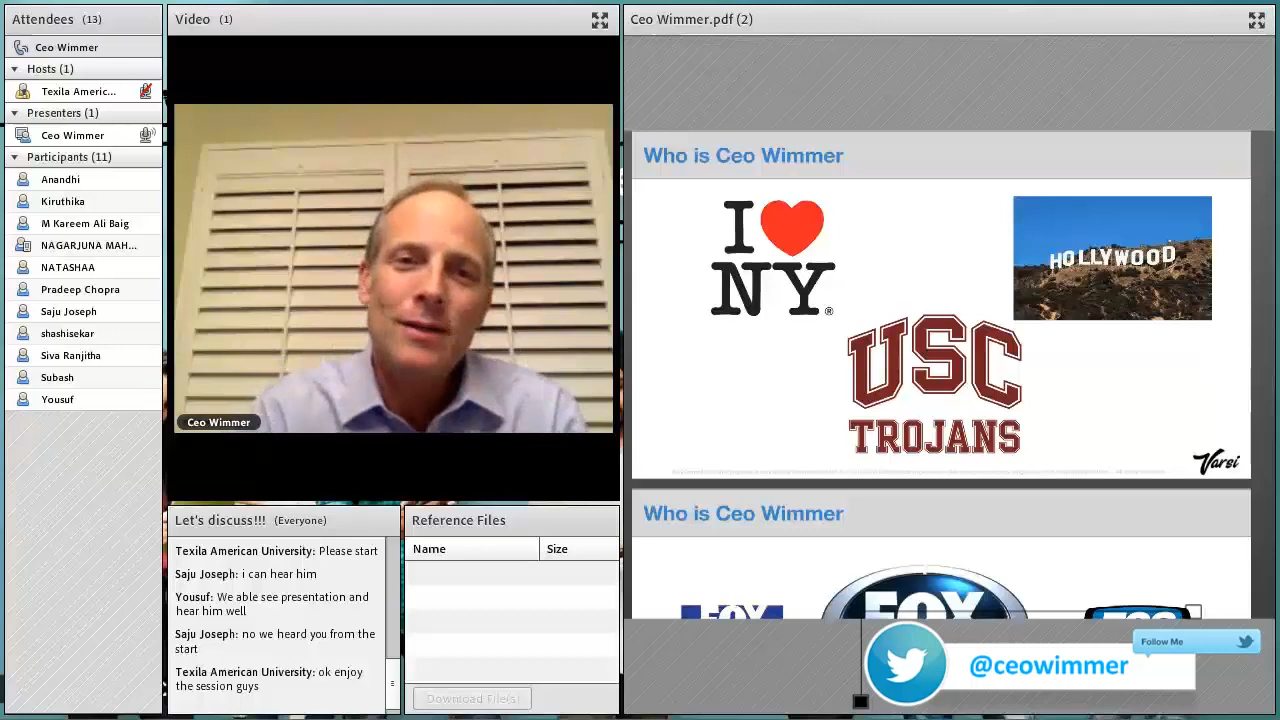 Attendees (13)
Ceo Wimmer
Hosts (1)
Texila Americ...
Presenters (1)
Ceo Wimmer
Participants (11)
Anandhi
Kiruthika
M Kareem Ali Baig
NAGARJUNA MAH...
NATASHAA
Pradeep Chopra
Saju Joseph
shashisekar
Siva Ranjitha
Subash
Yousuf
Video (1)
Ceo Wimmer
Let's discuss!!! (Everyone)
Texila American University: Please start
Saju Joseph: i can hear him
Yousuf: We able see presentation and
hear him well
Saju Joseph: no we heard you from the
start
Texila American University: ok enjoy
the session guys
Reference Files
Name Size
Download File(s)
Ceo Wimmer.pdf (2)
Who is Ceo Wimmer
I
NY®
HOLLYWOOD
USC
TROJANS
Varsi
Who is Ceo Wimmer
FOX
FOX
Follow Me
@ceowimmer